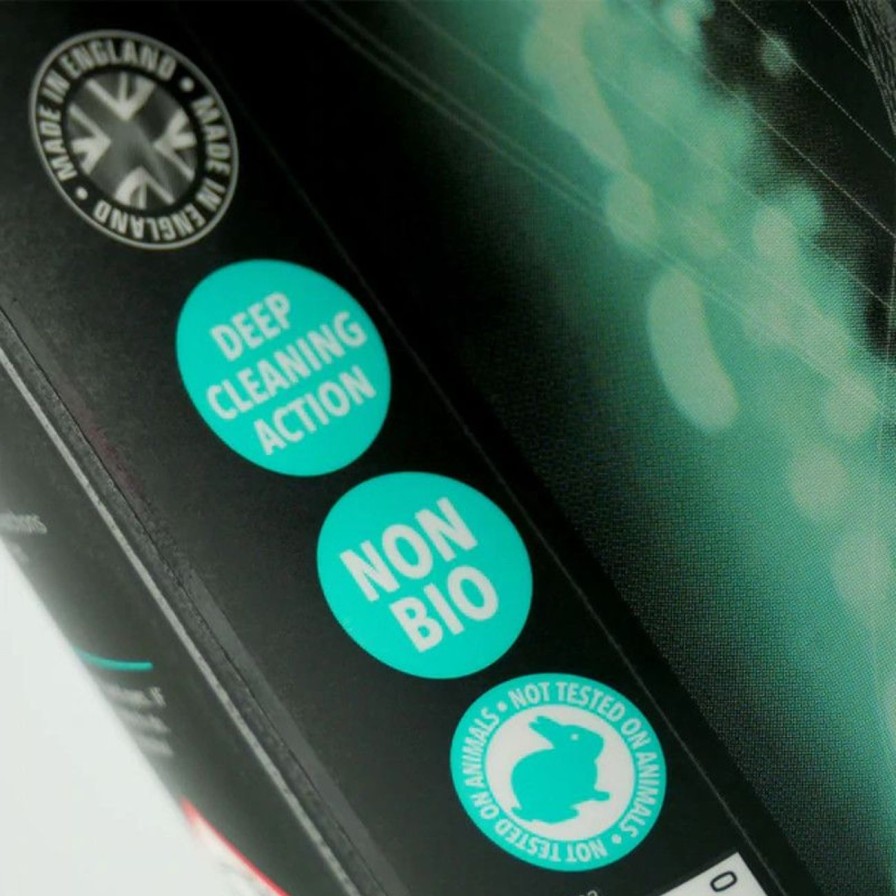 MADE IN ENGLAND • MADE IN ENGLAND •
DEEP
CLEANING
ACTION
NON
BIO
NOT TESTED ON ANIMALS • NOT TESTED ON ANIMALS •